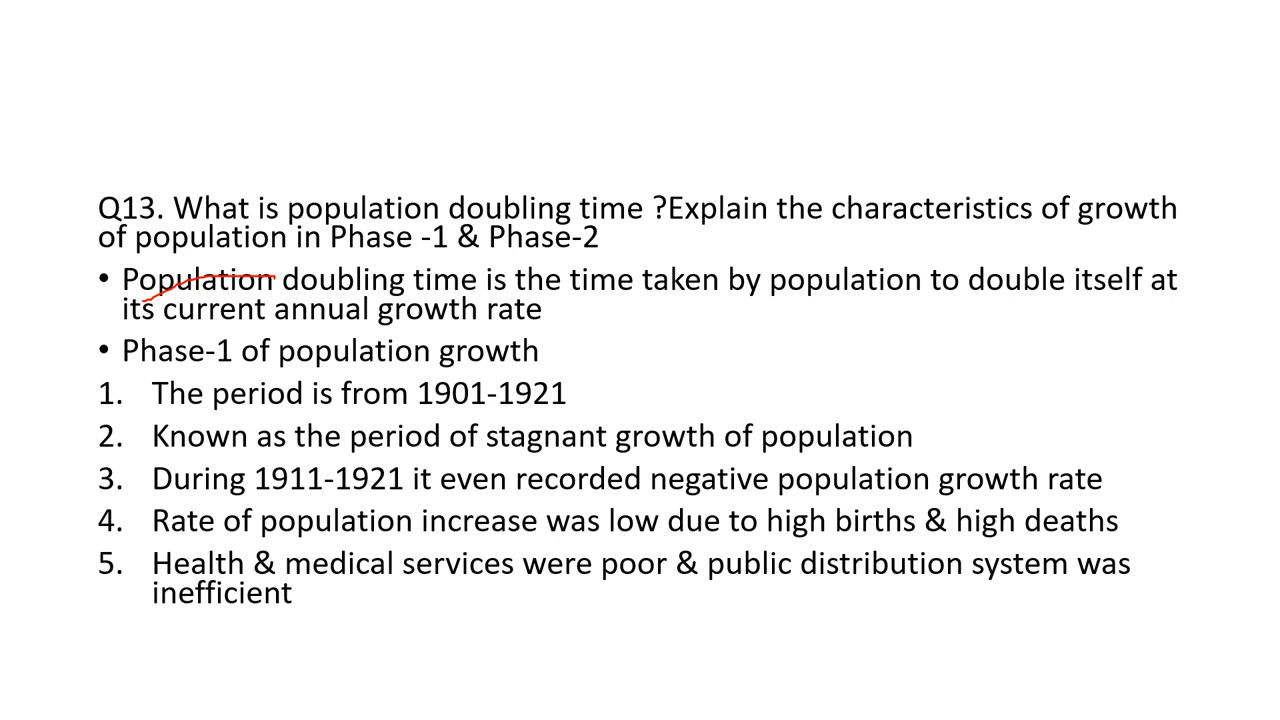 Q13. What is population doubling time ?Explain the characteristics of growth
of population in Phase -1 & Phase-2
• Population doubling time is the time taken by population to double itself at
its current annual growth rate
• Phase-1 of population growth
1. The period is from 1901-1921
2. Known as the period of stagnant growth of population
3. During 1911-1921 it even recorded negative population growth rate
4. Rate of population increase was low due to high births & high deaths
5. Health & medical services were poor & public distribution system was
inefficient